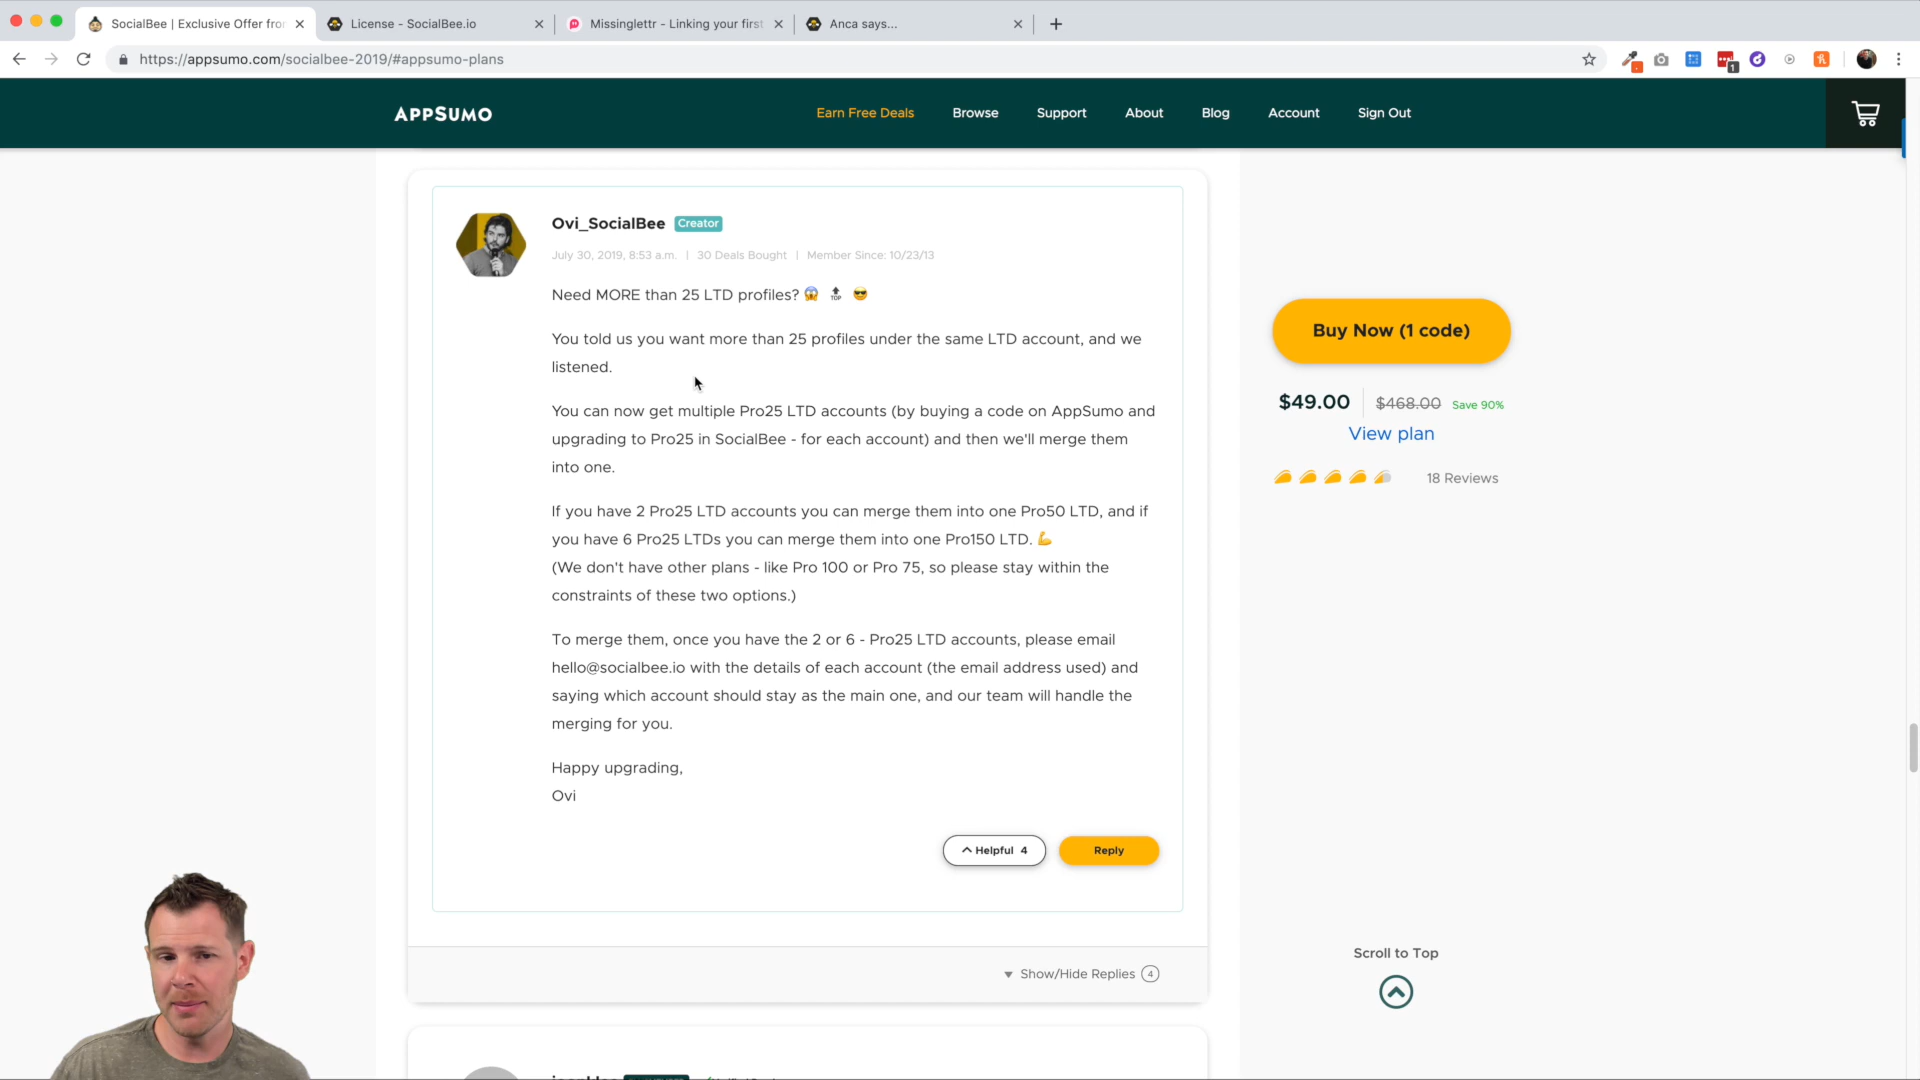 SocialBee | Exclusive Offer fro
License - SocialBee.io
Missinglettr - Linking your first
Anca says...
https://appsumo.com/socialbee-2019/#appsumo-plans
1
APPSUMO
Earn Free Deals
Browse
Support
About
Blog
Account
Sign Out
Ovi_SocialBee Creator
July 30, 2019, 8:53 a.m. | 30 Deals Bought | Member Since: 10/23/13
Need MORE than 25 LTD profiles? 😱 🔝 😎
You told us you want more than 25 profiles under the same LTD account, and we
listened.
You can now get multiple Pro25 LTD accounts (by buying a code on AppSumo and
upgrading to Pro25 in SocialBee - for each account) and then we'll merge them
into one.
If you have 2 Pro25 LTD accounts you can merge them into one Pro50 LTD, and if
you have 6 Pro25 LTDs you can merge them into one Pro150 LTD. 💪
(We don't have other plans - like Pro 100 or Pro 75, so please stay within the
constraints of these two options.)
To merge them, once you have the 2 or 6 - Pro25 LTD accounts, please email
hello@socialbee.io with the details of each account (the email address used) and
saying which account should stay as the main one, and our team will handle the
merging for you.
Happy upgrading,
Ovi
Helpful 4
Reply
Show/Hide Replies 4
Buy Now (1 code)
$49.00 | $468.00 Save 90%
View plan
18 Reviews
Scroll to Top